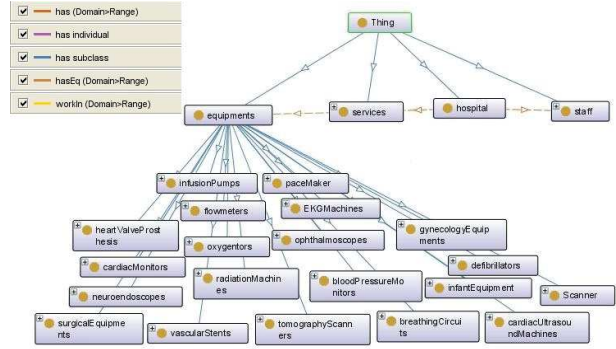 has (Domain>Range)
has individual
has subclass
hasEq (Domain>Range)
workIn (Domain>Range)
Thing
equipments
services
hospital
staff
infusionPumps
paceMaker
flowmeters
EKGMachines
heartValveProst
hesis
oxygentors
ophthalmoscopes
gynecologyEquip
ments
cardiacMonitors
radiationMachin
es
bloodPressureMo
nitors
defibrillators
neuroendoscopes
infantEquipment
Scanner
surgicalEquipme
nts
vascularStents
tomographyScann
ers
breathingCircui
ts
cardiacUltrasou
ndMachines